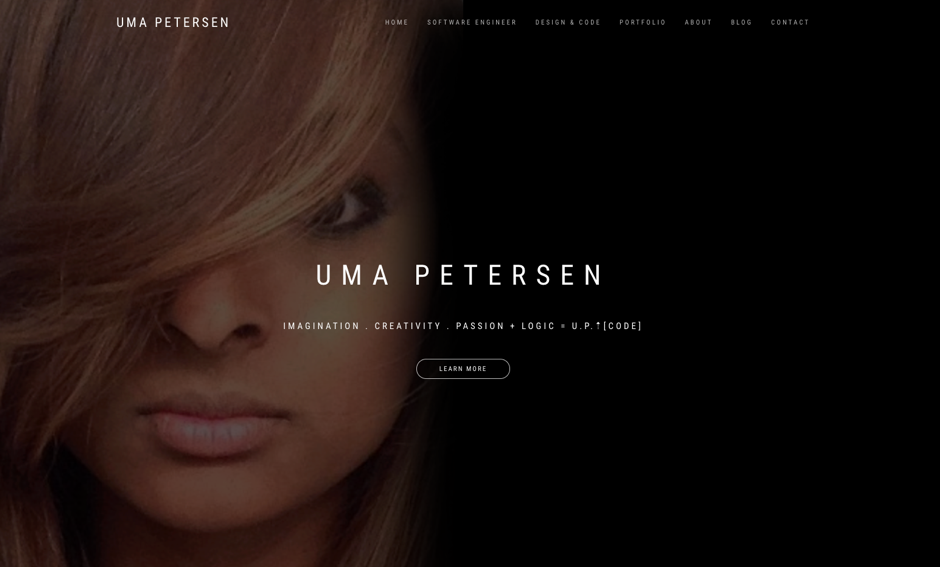 UMA PETERSEN
HOME SOFTWARE ENGINEER DESIGN & CODE PORTFOLIO ABOUT BLOG CONTACT
UMA PETERSEN
IMAGINATION . CREATIVITY . PASSION + LOGIC = U.P.↑[CODE]
LEARN MORE